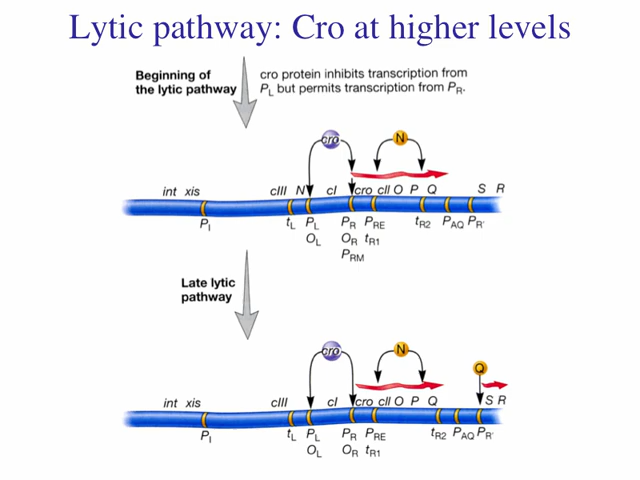 Lytic pathway: Cro at higher levels
Beginning of
the lytic pathway
cro protein inhibits transcription from
PL but permits transcription from PR.
cro N
int xis cIII N cI cro cII O P Q S R
PI tL PL PR PRE tR2 PAQ PR'
OL OR tR1
PRM
Late lytic
pathway
cro N
Q
int xis cIII cI cro cII O P Q S R
PI tL PL PR PRE tR2 PAQ PR'
OL OR tR1